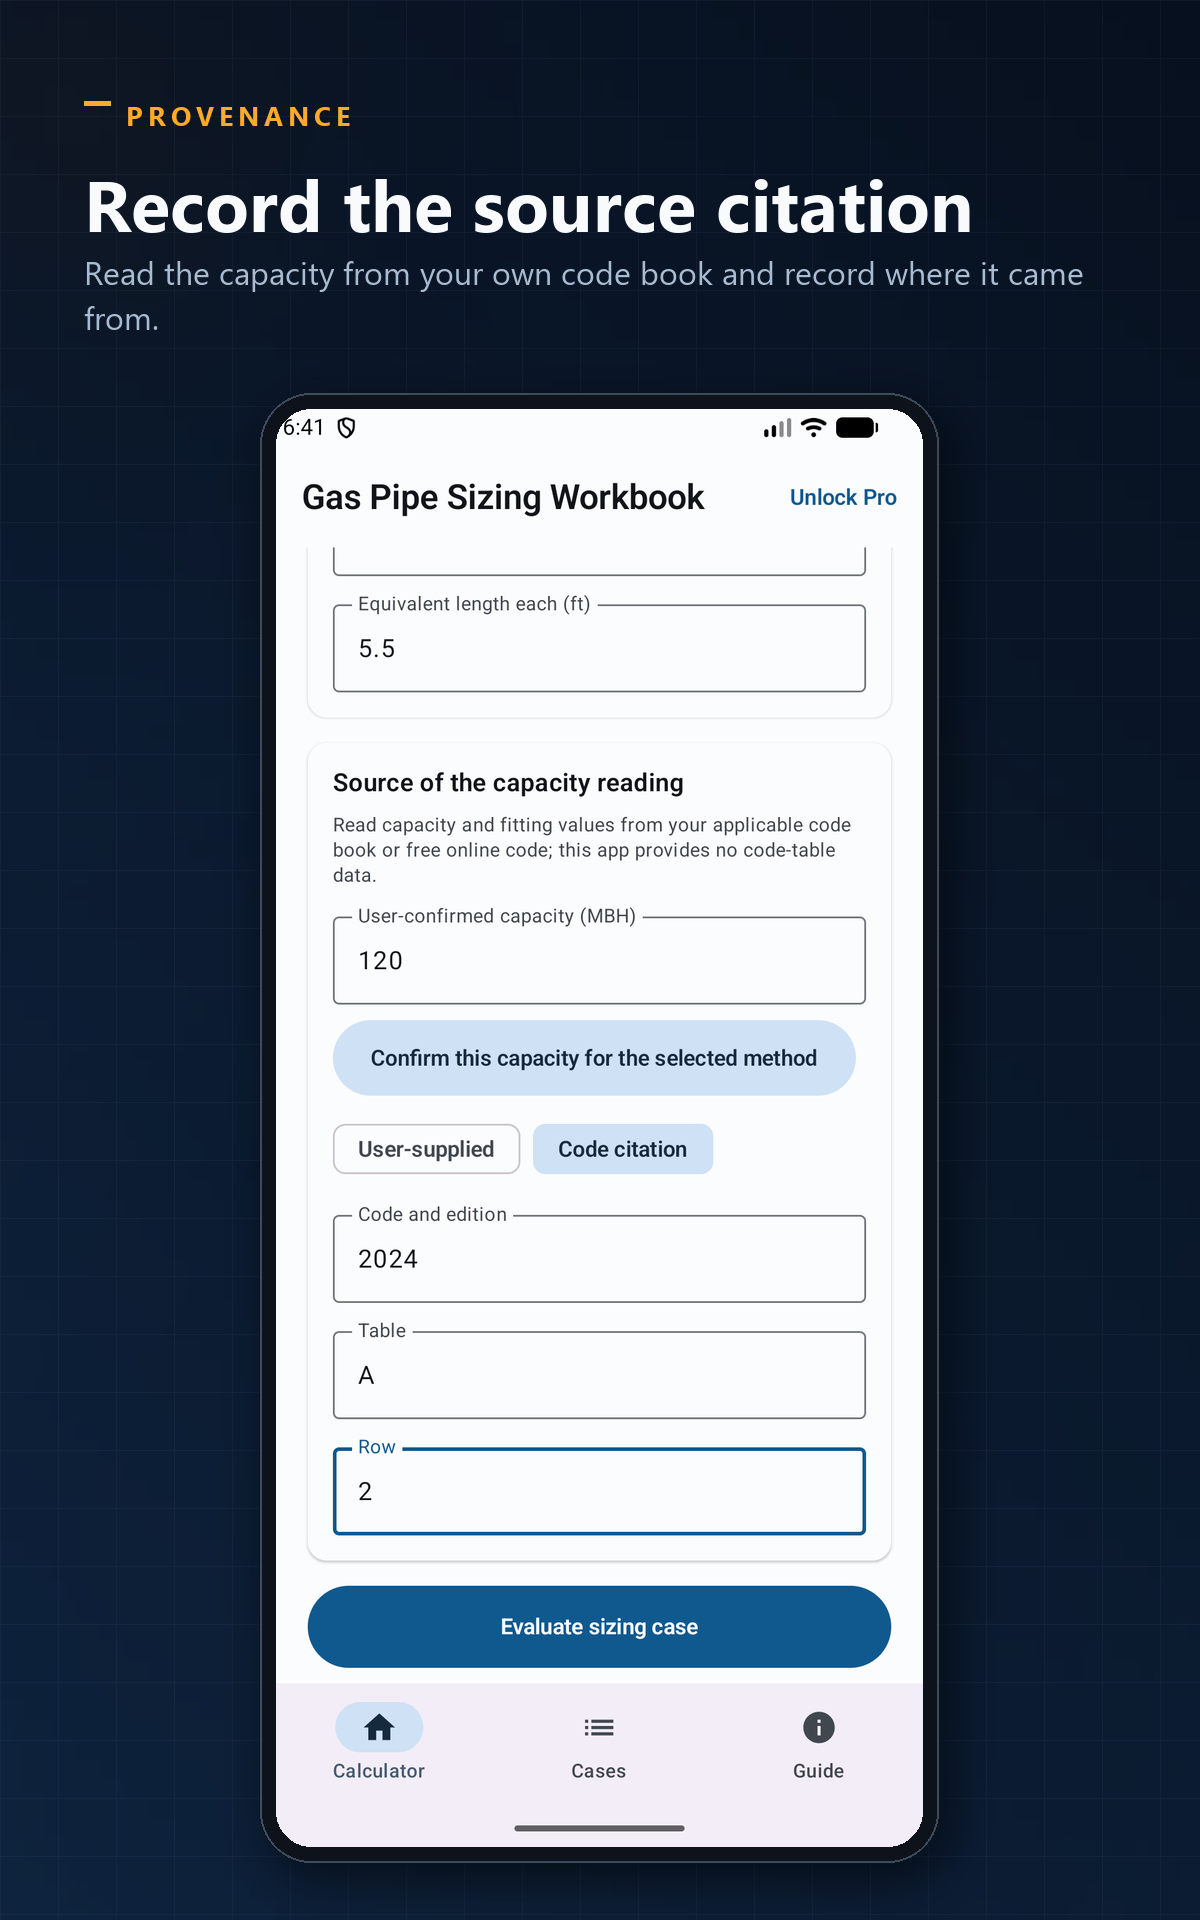 PROVENANCE
Record the source citation
Read the capacity from your own code book and record where it came
from.
6:41
Gas Pipe Sizing Workbook
Unlock Pro
Equivalent length each (ft)
5.5
Source of the capacity reading
Read capacity and fitting values from your applicable code
book or free online code; this app provides no code-table
data.
User-confirmed capacity (MBH)
120
Confirm this capacity for the selected method
User-supplied
Code citation
Code and edition
2024
Table
A
Row
2
Evaluate sizing case
Calculator
Cases
Guide